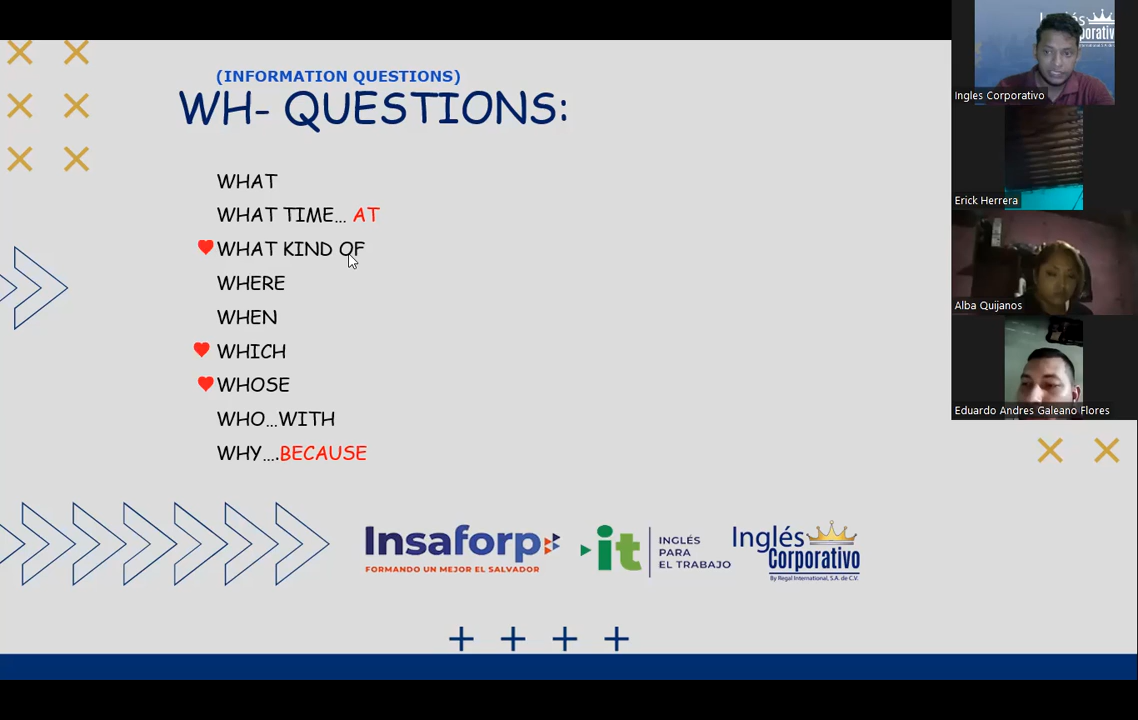 (INFORMATION QUESTIONS)
WH- QUESTIONS:
WHAT
WHAT TIME... AT
WHAT KIND OF
WHERE
WHEN
WHICH
WHOSE
WHO...WITH
WHY....BECAUSE
Insaforp
FORMANDO UN MEJOR EL SALVADOR
it
INGLÉS
PARA
EL TRABAJO
Inglés
Corporativo
By Regal International, S.A. de C.V.
Inglés
Corporativo
Ingles Corporativo
Erick Herrera
Alba Quijanos
Eduardo Andres Galeano Flores